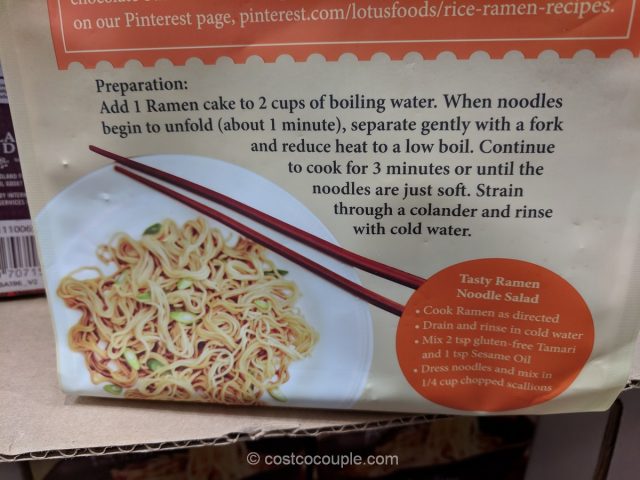 on our Pinterest page, pinterest.com/lotusfoods/rice-ramen-recipes.
Preparation:
Add 1 Ramen cake to 2 cups of boiling water. When noodles
begin to unfold (about 1 minute), separate gently with a fork
and reduce heat to a low boil. Continue
to cook for 3 minutes or until the
noodles are just soft. Strain
through a colander and rinse
with cold water.
Tasty Ramen
Noodle Salad
• Cook Ramen as directed
• Drain and rinse in cold water
• Mix 2 tsp gluten-free Tamari
and 1 tsp Sesame Oil
• Dress noodles and mix in
1/4 cup chopped scallions
© costcocouple.com